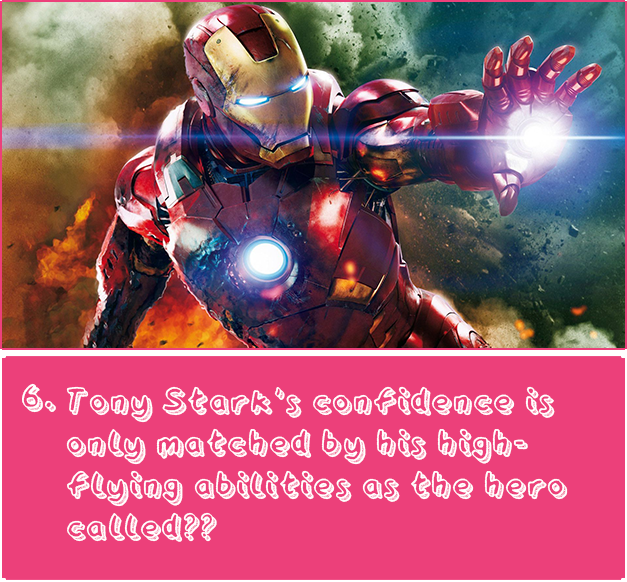 6. Tony Stark's confidence is
only matched by his high-
flying abilities as the hero
called??